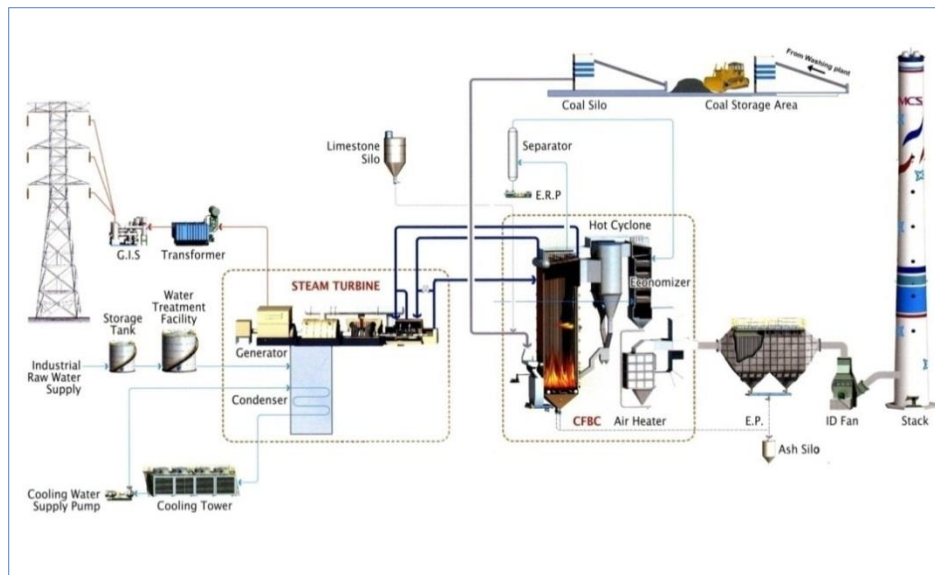 From Washing plant
Coal Silo
Coal Storage Area
MCS
Limestone
Silo
Separator
E.R.P
G.I.S
Transformer
Hot Cyclone
STEAM TURBINE
Economizer
Water
Treatment
Facility
Storage
Tank
Generator
Industrial
Raw Water
Supply
Condenser
CFBC
Air Heater
E.P.
ID Fan
Stack
Ash Silo
Cooling Water
Supply Pump
Cooling Tower